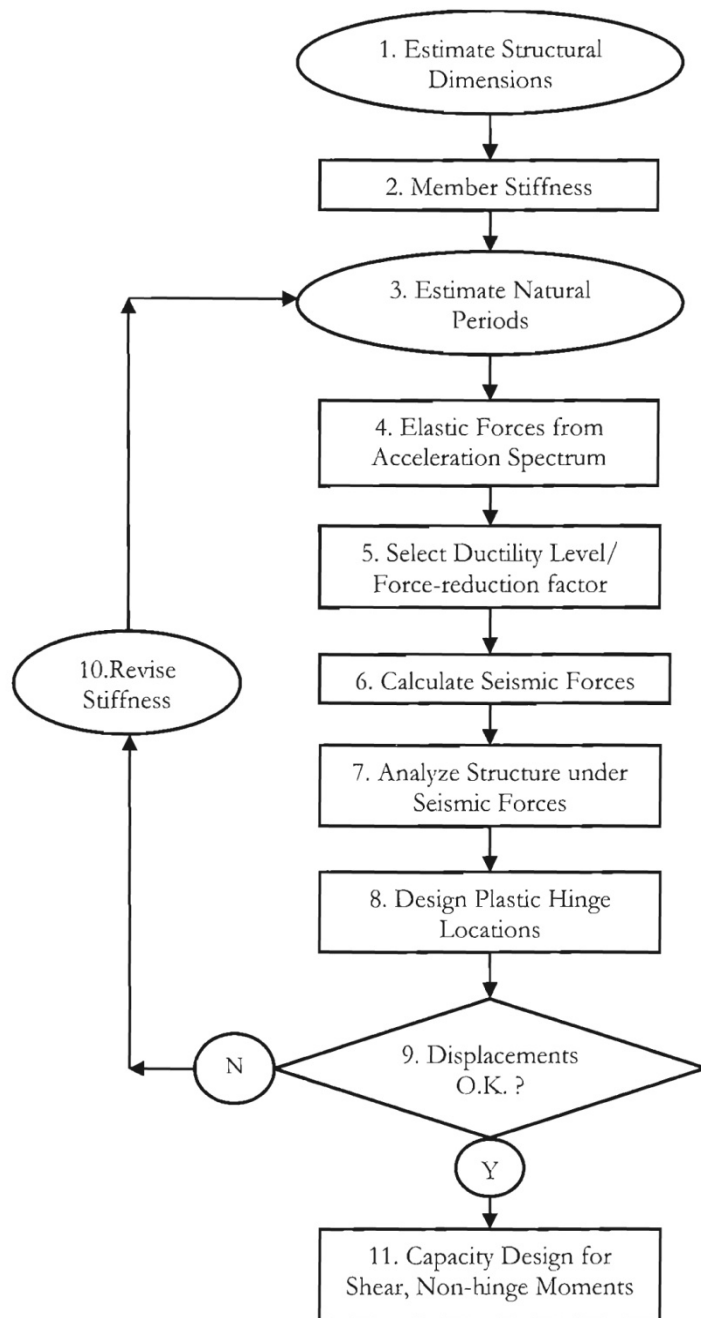 1. Estimate Structural
Dimensions
2. Member Stiffness
3. Estimate Natural
Periods
4. Elastic Forces from
Acceleration Spectrum
5. Select Ductility Level/
Force-reduction factor
6. Calculate Seismic Forces
7. Analyze Structure under
Seismic Forces
8. Design Plastic Hinge
Locations
9. Displacements
O.K. ?
N
10.Revise
Stiffness
Y
11. Capacity Design for
Shear, Non-hinge Moments